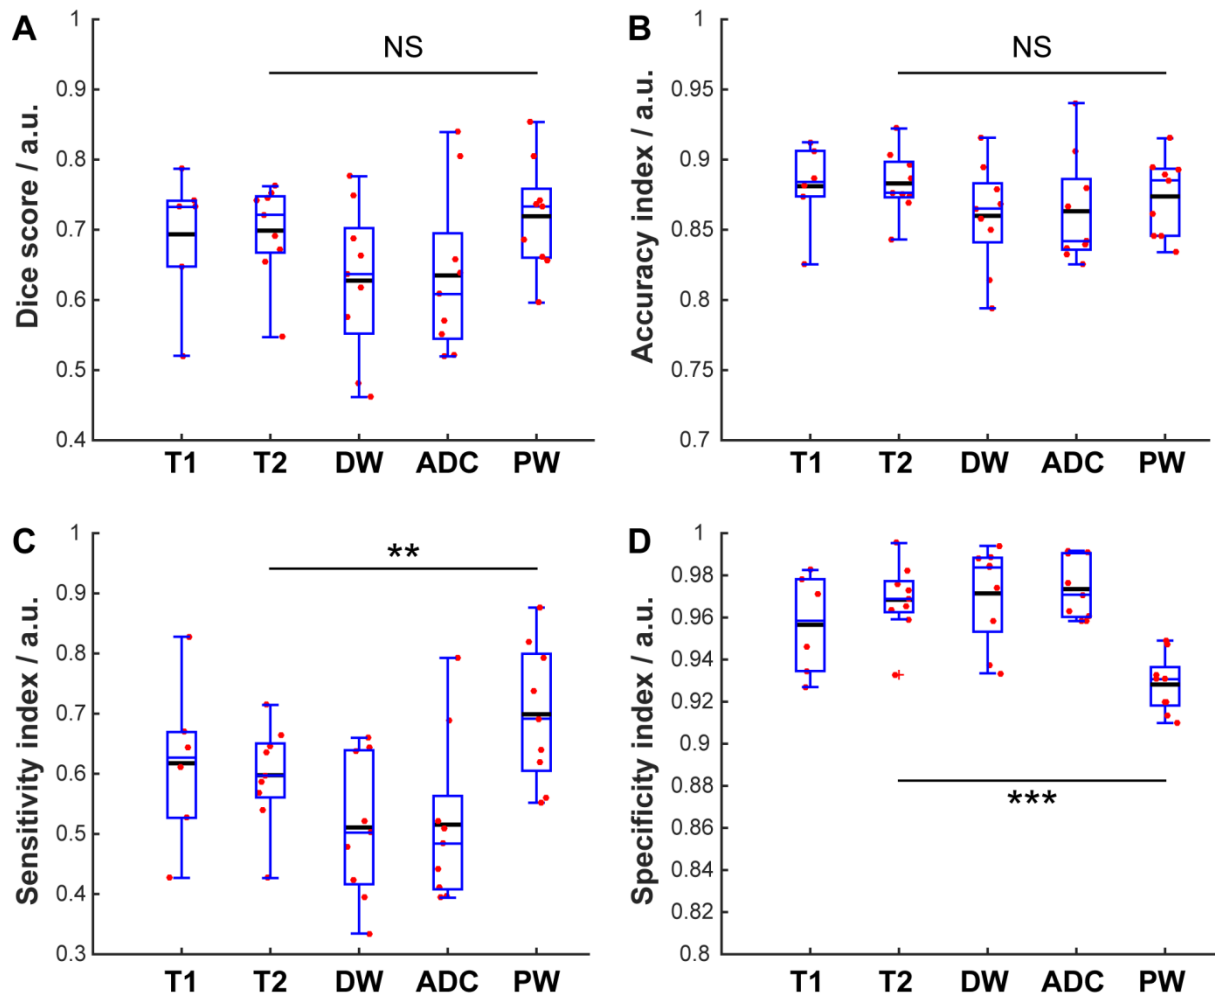 A
Dice score / a.u.
1
0.9
0.8
0.7
0.6
0.5
0.4
NS
T1 T2 DW ADC PW
B
Accuracy index / a.u.
1
0.95
0.9
0.85
0.8
0.75
0.7
NS
T1 T2 DW ADC PW
C
Sensitivity index / a.u.
1
0.9
0.8
0.7
0.6
0.5
0.4
0.3
**
T1 T2 DW ADC PW
D
Specificity index / a.u.
1
0.98
0.96
0.94
0.92
0.9
0.88
0.86
0.84
0.82
0.8
***
T1 T2 DW ADC PW